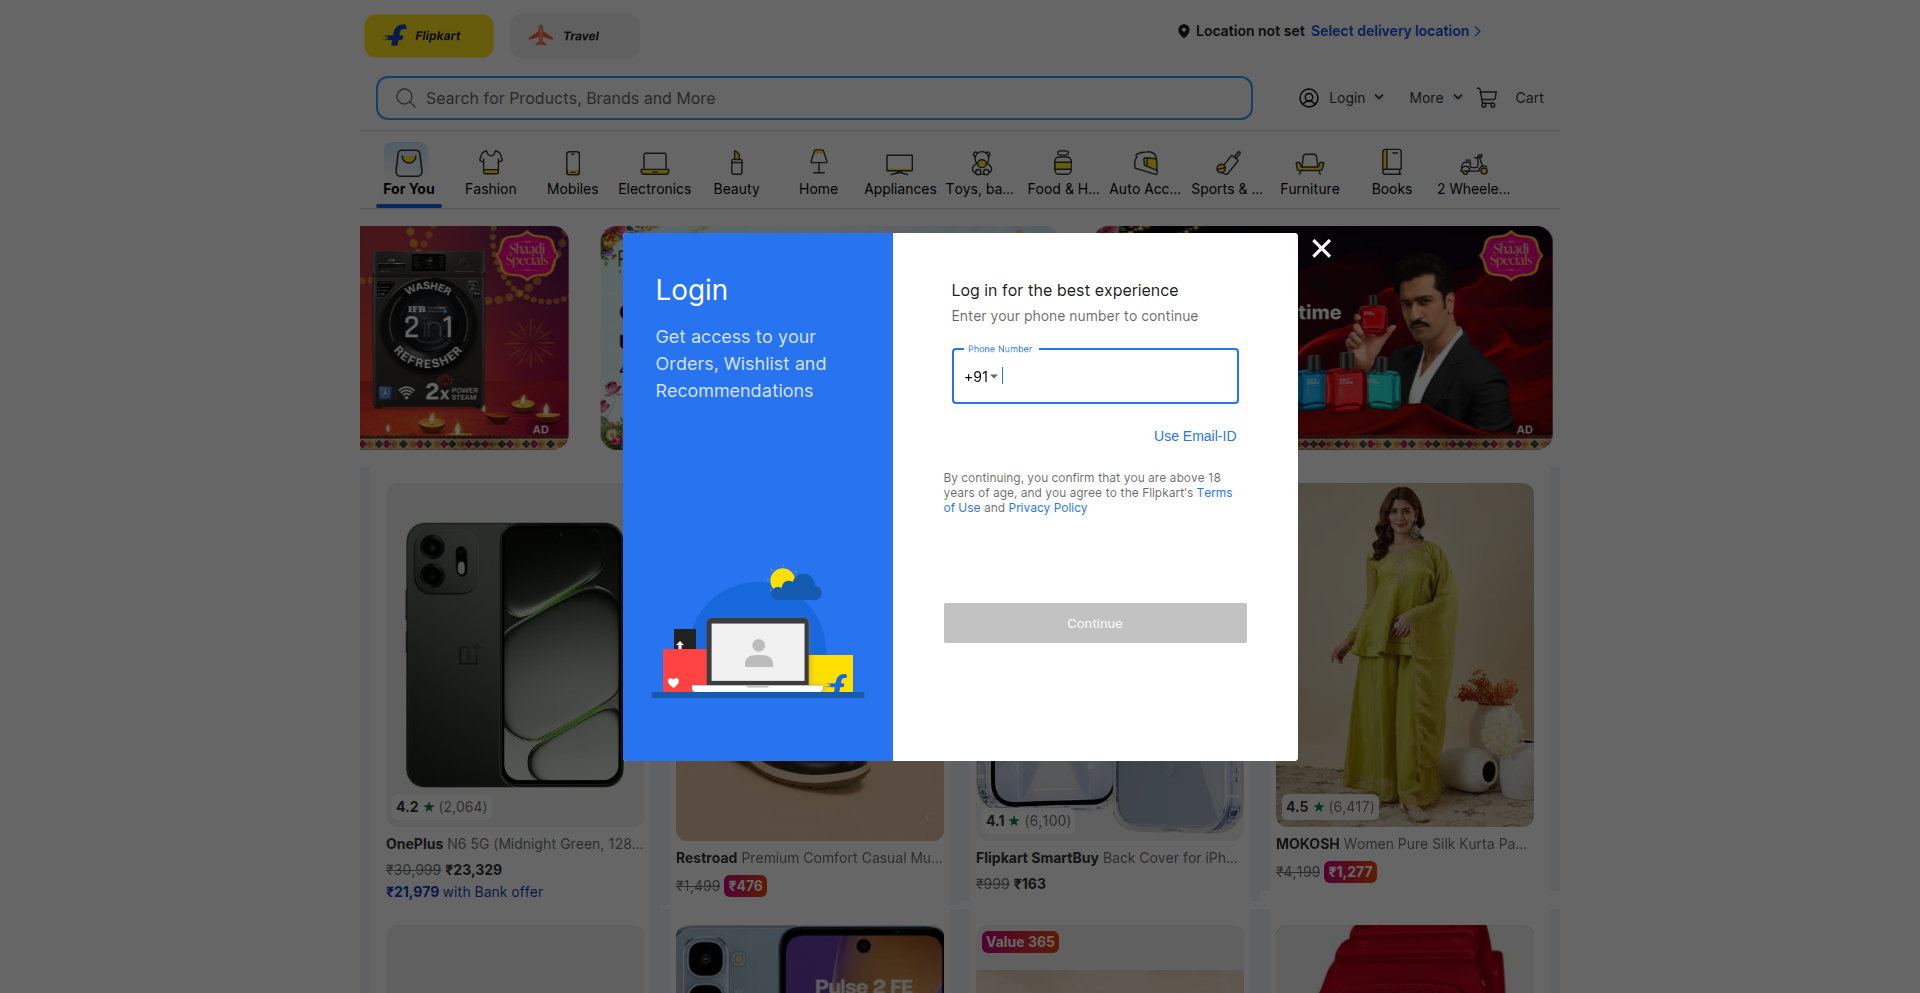 Flipkart
Travel
Location not set Select delivery location
Search for Products, Brands and More
Login
More
Cart
For You
Fashion
Mobiles
Electronics
Beauty
Home
Appliances
Toys, ba...
Food & H...
Auto Acc...
Sports & ...
Furniture
Books
2 Wheele...
Shaadi
Specials
WASHER
IFB
2 in 1
REFRESHER
2x POWER
STEAM
AD
Login
Get access to your
Orders, Wishlist and
Recommendations
Log in for the best experience
Enter your phone number to continue
Phone Number
+91
Use Email-ID
By continuing, you confirm that you are above 18
years of age, and you agree to the Flipkart's Terms
of Use and Privacy Policy
Continue
time
Shaadi
Specials
AD
4.2 ★ (2,064)
OnePlus N6 5G (Midnight Green, 128...
₹30,999 ₹23,329
₹21,979 with Bank offer
Restroad Premium Comfort Casual Mu...
₹1,499 ₹476
4.1 ★ (6,100)
Flipkart SmartBuy Back Cover for iPh...
₹999 ₹163
4.5 ★ (6,417)
MOKOSH Women Pure Silk Kurta Pa...
₹4,199 ₹1,277
Pulse 2 FE
Value 365